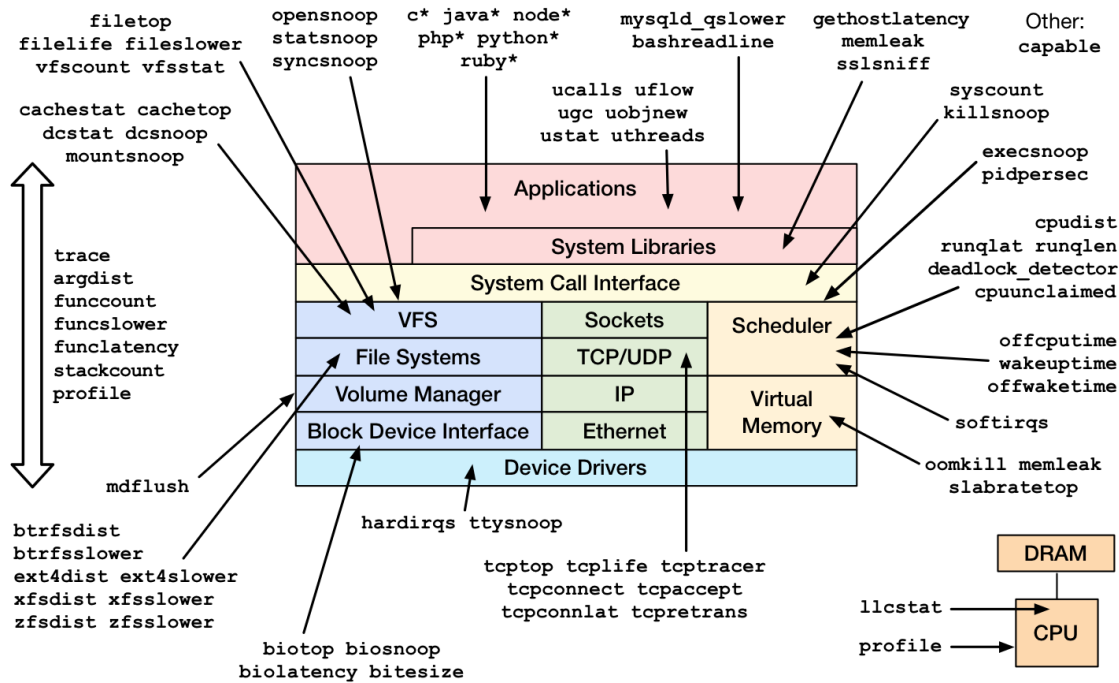 filetop
filelife fileslower
vfscount vfsstat
opensnoop
statsnoop
syncsnoop
c* java* node*
php* python*
ruby*
mysqld_qslower
bashreadline
gethostlatency
memleak
sslsniff
Other:
capable
cachestat cachetop
dcstat dcsnoop
mountsnoop
ucalls uflow
ugc uobjnew
ustat uthreads
syscount
killsnoop
execsnoop
pidpersec
cpudist
runqlat runqlen
deadlock_detector
cpuunclaimed
offcputime
wakeuptime
offwaketime
softirqs
oomkill memleak
slabratetop
trace
argdist
funccount
funcslower
funclatency
stackcount
profile
Applications
System Libraries
System Call Interface
VFS
Sockets
Scheduler
File Systems
TCP/UDP
Volume Manager
IP
Virtual
Memory
Block Device Interface
Ethernet
Device Drivers
mdflush
hardirqs ttysnoop
btrfsdist
btrfsslower
ext4dist ext4slower
xfsdist xfsslower
zfsdist zfsslower
biotop biosnoop
biolatency bitesize
tcptop tcplife tcptracer
tcpconnect tcpaccept
tcpconnlat tcpretrans
DRAM
llcstat
CPU
profile